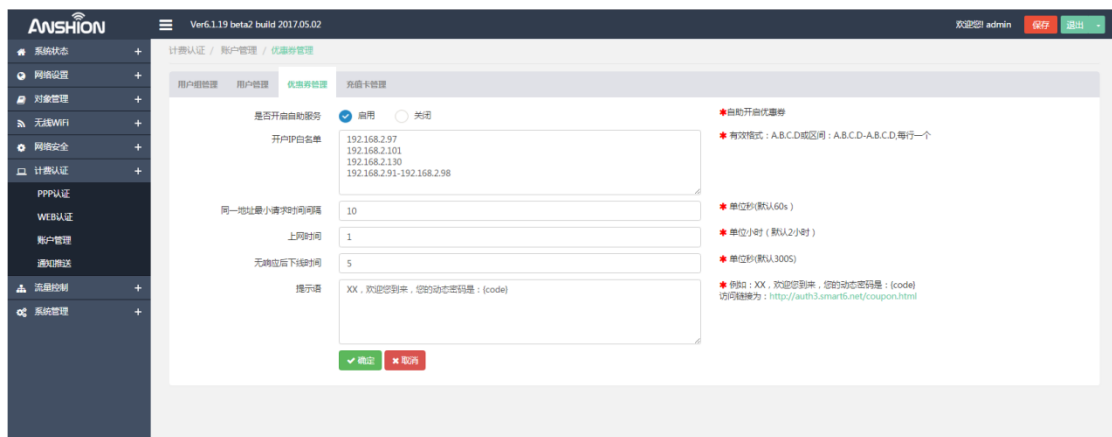 ANSHION
Ver6.1.19 beta2 build 2017.05.02
欢迎您! admin
保存
退出
系统状态
网络设置
对象管理
无线WiFi
网络安全
计费认证
PPP认证
WEB认证
账户管理
通知推送
流量控制
系统管理
计费认证 / 账户管理 / 优惠券管理
用户组管理 用户管理 优惠券管理 充值卡管理
是否开启自助服务 启用 关闭 ✱自助开启优惠券
开户IP白名单
192.168.2.97
192.168.2.101
192.168.2.130
192.168.2.91-192.168.2.98
✱ 有效格式：A.B.C.D或区间：A.B.C.D-A.B.C.D,每行一个
同一地址最小请求时间间隔 10 ✱ 单位秒(默认60s）
上网时间 1 ✱ 单位小时（默认2小时）
无响应后下线时间 5 ✱ 单位秒(默认300S)
提示语 XX，欢迎您到来，您的动态密码是：{code} ✱ 例如：XX，欢迎您到来，您的动态密码是：{code}
访问链接为：http://auth3.smart6.net/coupon.html
确定 取消